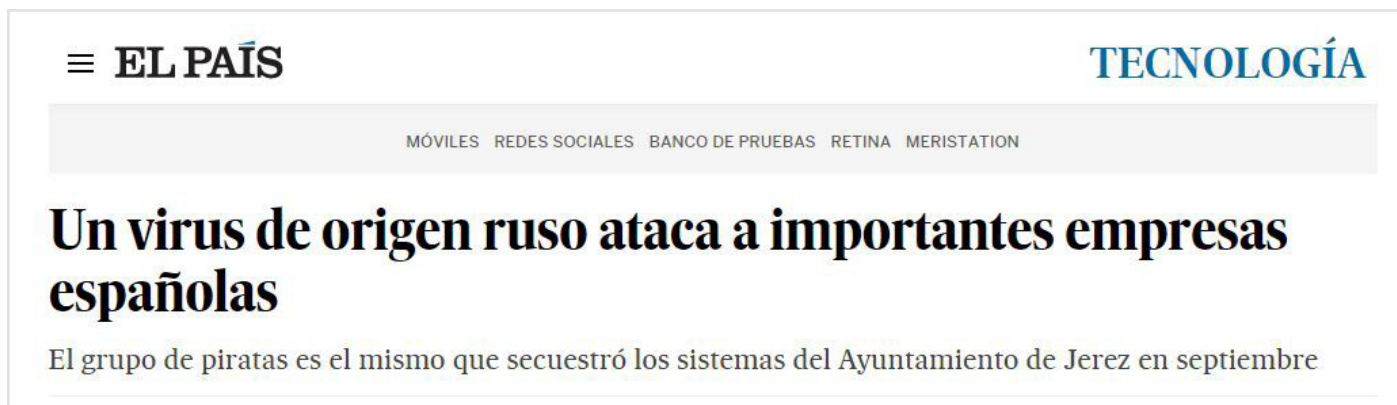 EL PAÍS
TECNOLOGÍA
MÓVILES REDES SOCIALES BANCO DE PRUEBAS RETINA MERISTATION
Un virus de origen ruso ataca a importantes empresas
españolas
El grupo de piratas es el mismo que secuestró los sistemas del Ayuntamiento de Jerez en septiembre